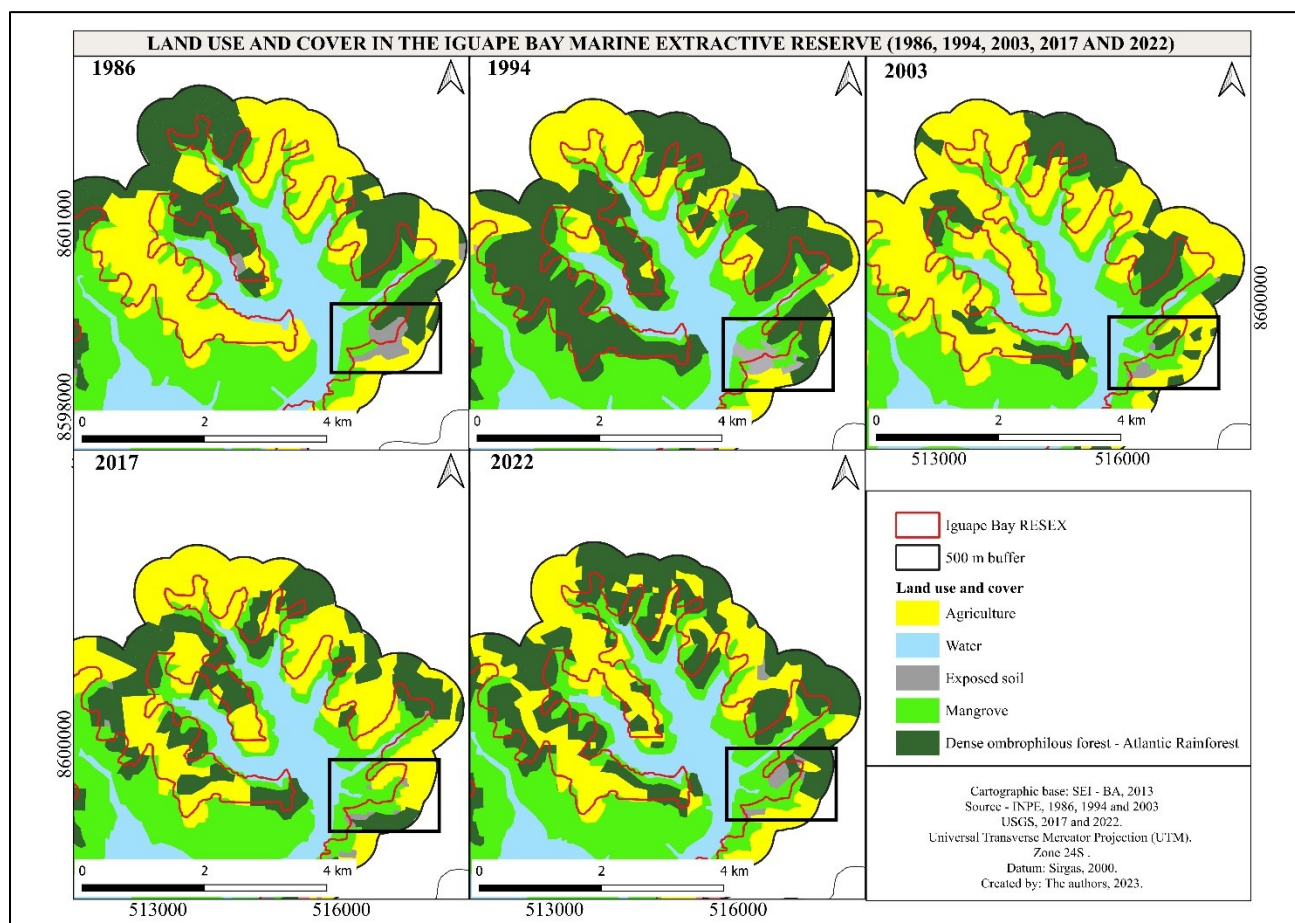 LAND USE AND COVER IN THE IGUAPE BAY MARINE EXTRACTIVE RESERVE (1986, 1994, 2003, 2017 AND 2022)
1986
1994
2003
8601000
8598000
8600000
0 2 4 km
0 2 4 km
0 2 4 km
513000 516000
2017
2022
8600000
0 2 4 km
0 2 4 km
513000 516000
513000 516000
Iguape Bay RESEX
500 m buffer
Land use and cover
Agriculture
Water
Exposed soil
Mangrove
Dense ombrophilous forest - Atlantic Rainforest
Cartographic base: SEI - BA, 2013
Source - INPE, 1986, 1994 and 2003
USGS, 2017 and 2022.
Universal Transverse Mercator Projection (UTM).
Zone 24S .
Datum: Sirgas, 2000.
Created by: The authors, 2023.